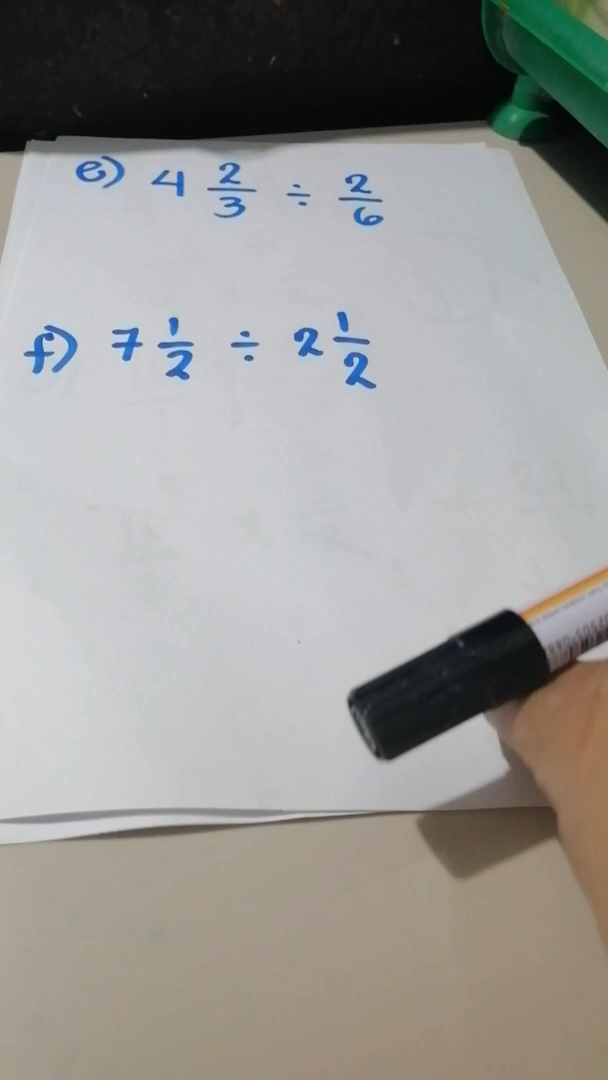 e) 4 2/3 ÷ 2/6
f) 7 1/2 ÷ 2 1/2